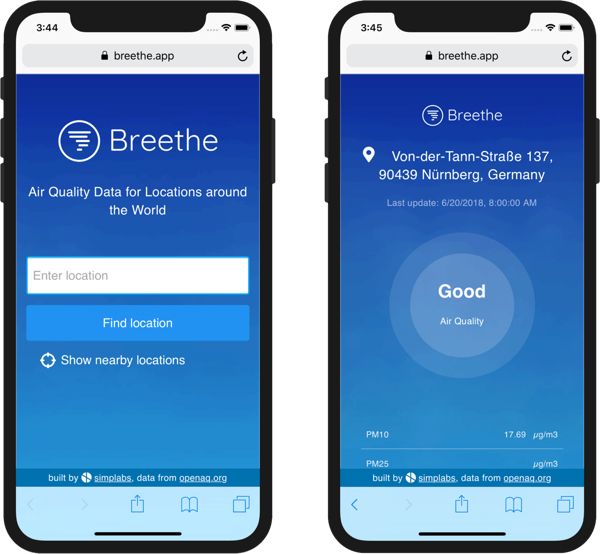 3:44
breethe.app
Breethe
Air Quality Data for Locations around
the World
Enter location
Find location
Show nearby locations
built by simplabs, data from openaq.org
3:45
breethe.app
Breethe
Von-der-Tann-Straße 137,
90439 Nürnberg, Germany
Last update: 6/20/2018, 8:00:00 AM
Good
Air Quality
PM10 17.69 µg/m3
PM25 µg/m3
built by simplabs, data from openaq.org